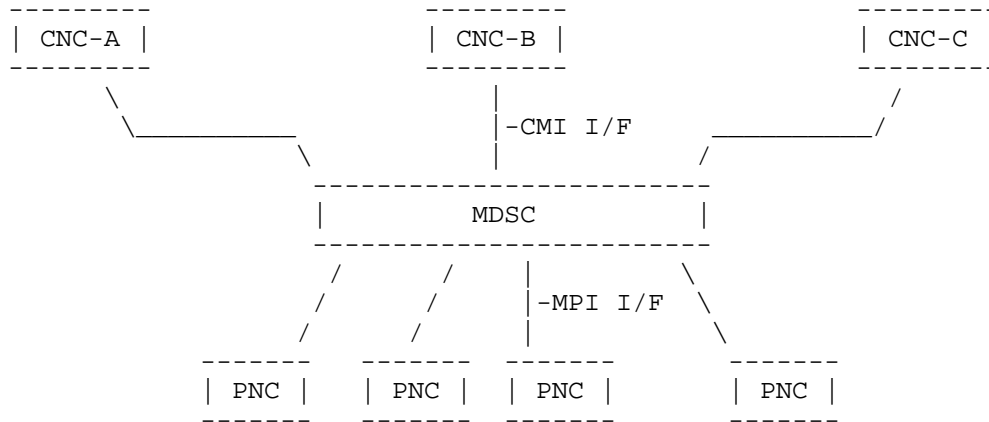 CNC-A CNC-B CNC-C
CMI I/F
MDSC
MPI I/F
PNC PNC PNC PNC